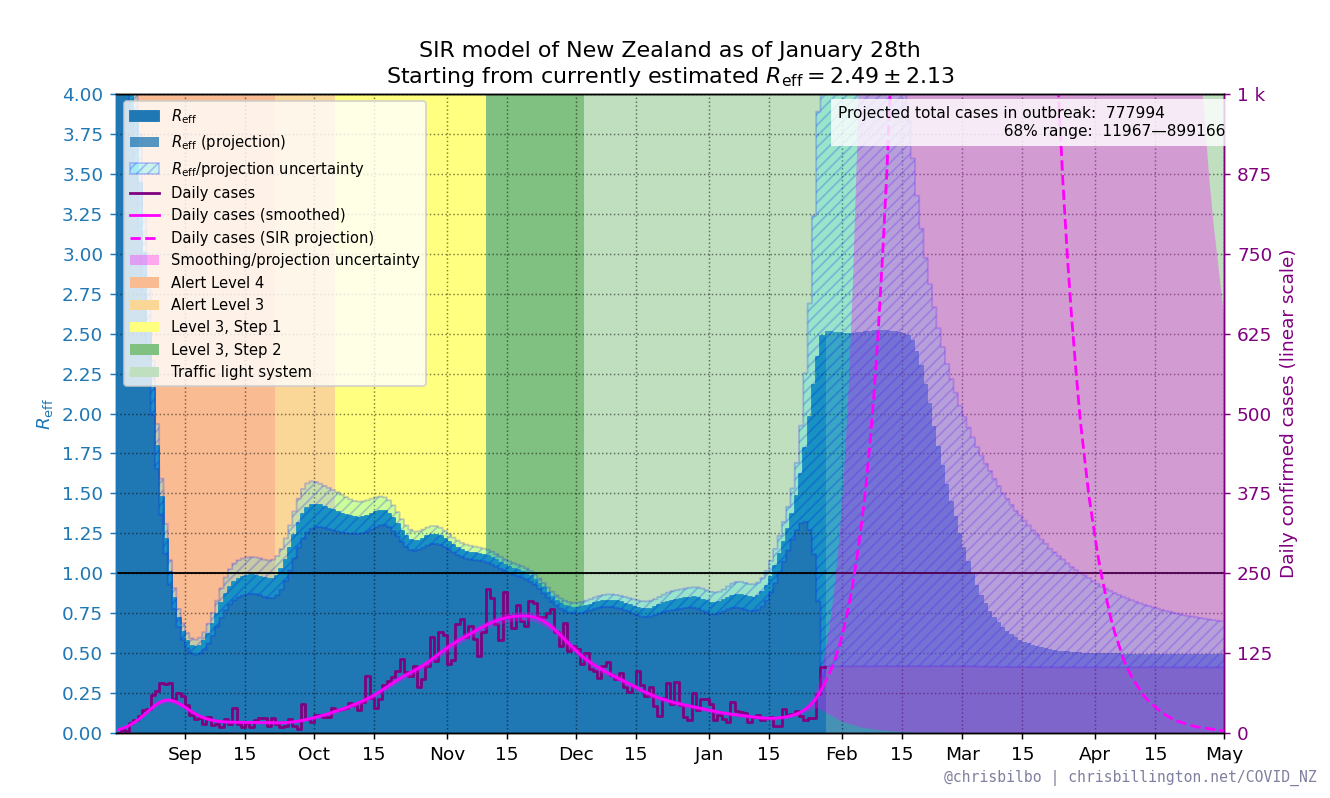 SIR model of New Zealand as of January 28th
Starting from currently estimated R_eff = 2.49 ± 2.13
4.00
3.75
3.50
3.25
3.00
2.75
2.50
2.25
2.00
1.75
1.50
1.25
1.00
0.75
0.50
0.25
0.00
R_eff
R_eff
R_eff (projection)
R_eff/projection uncertainty
Daily cases
Daily cases (smoothed)
Daily cases (SIR projection)
Smoothing/projection uncertainty
Alert Level 4
Alert Level 3
Level 3, Step 1
Level 3, Step 2
Traffic light system
Projected total cases in outbreak: 777994
68% range: 11967—899166
1 k
875
750
625
500
375
250
125
0
Daily confirmed cases (linear scale)
Sep 15 Oct 15 Nov 15 Dec 15 Jan 15 Feb 15 Mar 15 Apr 15 May
@chrisbilbo | chrisbillington.net/COVID_NZ